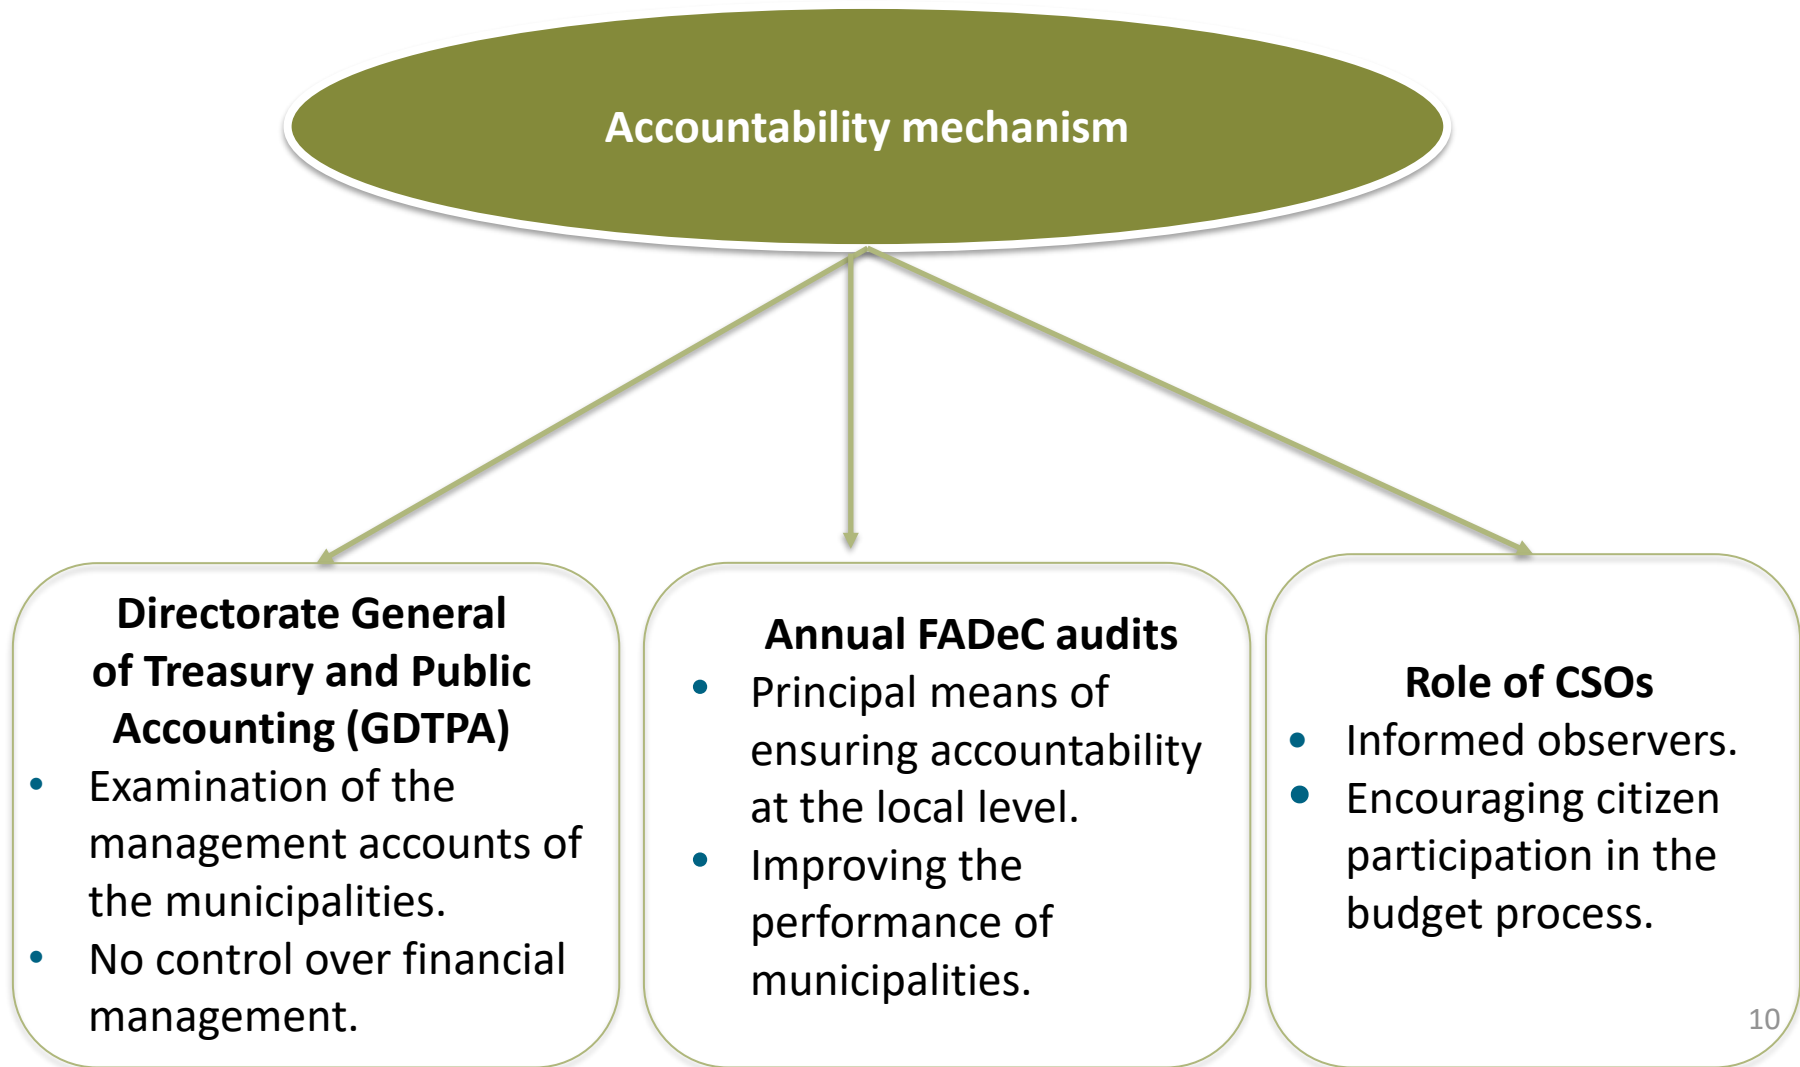 Accountability mechanism
Directorate General
of Treasury and Public
Accounting (GDTPA)
• Examination of the
management accounts of
the municipalities.
• No control over financial
management.
Annual FADeC audits
• Principal means of
ensuring accountability
at the local level.
• Improving the
performance of
municipalities.
Role of CSOs
• Informed observers.
• Encouraging citizen
participation in the
budget process.
10